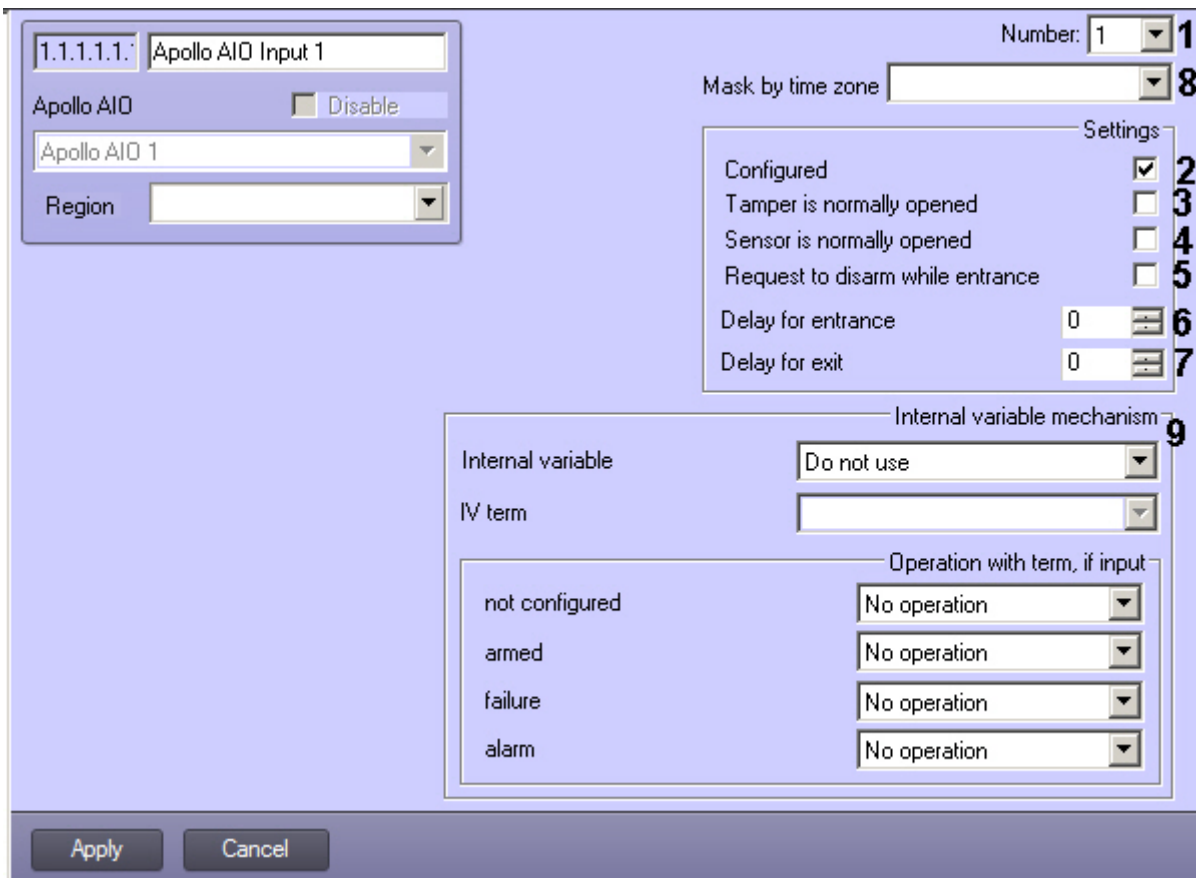 1.1.1.1.1 Apollo AIO Input 1
Apollo AIO Disable
Apollo AIO 1
Region
Number: 1 1
Mask by time zone 8
Settings
Configured 2
Tamper is normally opened 3
Sensor is normally opened 4
Request to disarm while entrance 5
Delay for entrance 0 6
Delay for exit 0 7
Internal variable mechanism 9
Internal variable Do not use
IV term
Operation with term, if input
not configured No operation
armed No operation
failure No operation
alarm No operation
Apply Cancel